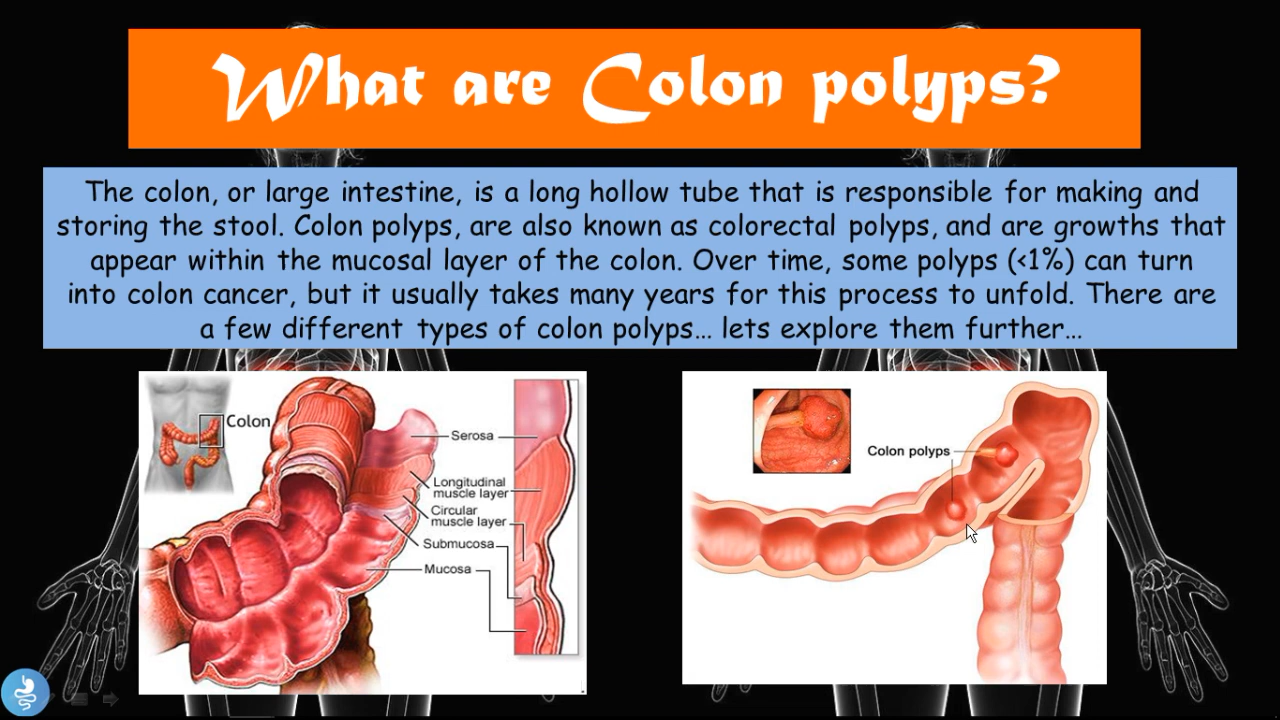 What are Colon polyps?
The colon, or large intestine, is a long hollow tube that is responsible for making and
storing the stool. Colon polyps, are also known as colorectal polyps, and are growths that
appear within the mucosal layer of the colon. Over time, some polyps (<1%) can turn
into colon cancer, but it usually takes many years for this process to unfold. There are
a few different types of colon polyps... lets explore them further...
Colon
Serosa
Longitudinal
muscle layer
Circular
muscle layer
Submucosa
Mucosa
Colon polyps